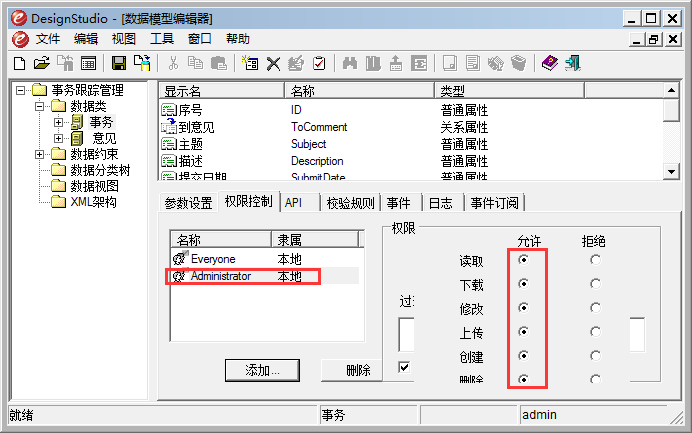 DesignStudio - [数据模型编辑器]
文件 编辑 视图 工具 窗口 帮助
事务跟踪管理
数据类
事务
意见
数据约束
数据分类树
数据视图
XML架构
显示名 名称 类型
序号 ID 普通属性
到意见 ToComment 关系属性
主题 Subject 普通属性
描述 Description 普通属性
提交日期 SubmitDate 普通属性
参数设置 权限控制 API 校验规则 事件 日志 事件订阅
名称 隶属
Everyone 本地
Administrator 本地
添加... 删除
权限
允许 拒绝
读取
下载
修改
过
上传
创建
删除
就绪 事务 admin